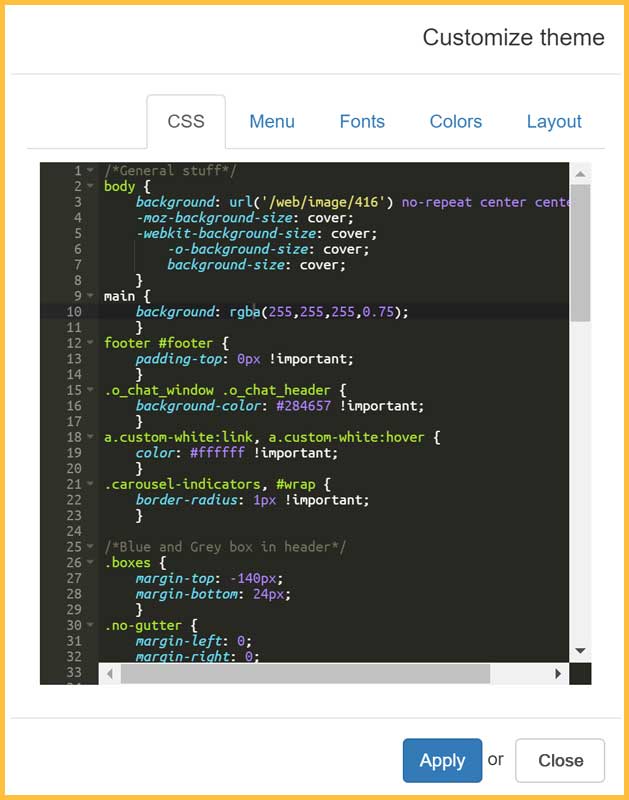 Customize theme
CSS Menu Fonts Colors Layout
1 /*General stuff*/
2 body {
3 background: url('/web/image/416') no-repeat center cente
4 -moz-background-size: cover;
5 -webkit-background-size: cover;
6 -o-background-size: cover;
7 background-size: cover;
8 }
9 main {
10 background: rgba(255,255,255,0.75);
11 }
12 footer #footer {
13 padding-top: 0px !important;
14 }
15 .o_chat_window .o_chat_header {
16 background-color: #284657 !important;
17 }
18 a.custom-white:link, a.custom-white:hover {
19 color: #ffffff !important;
20 }
21 .carousel-indicators, #wrap {
22 border-radius: 1px !important;
23 }
24
25 /*Blue and Grey box in header*/
26 .boxes {
27 margin-top: -140px;
28 margin-bottom: 24px;
29 }
30 .no-gutter {
31 margin-left: 0;
32 margin-right: 0;
33
Apply or Close